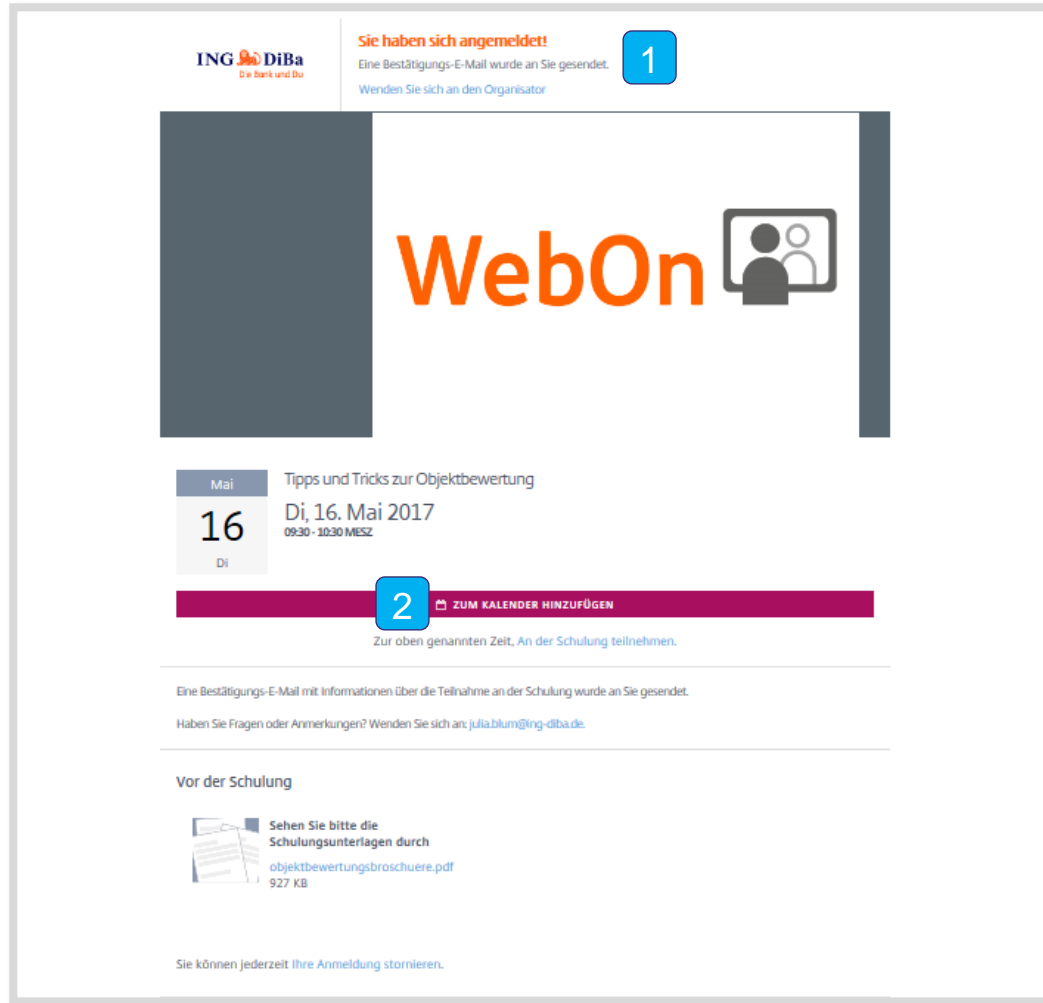 ING DiBa
Die Bank und Du
Sie haben sich angemeldet!
Eine Bestätigungs-E-Mail wurde an Sie gesendet.
1
Wenden Sie sich an den Organisator
WebOn
Mai
16
Di
Tipps und Tricks zur Objektbewertung
Di, 16. Mai 2017
09:30 - 10:30 MESZ
2
ZUM KALENDER HINZUFÜGEN
Zur oben genannten Zeit, An der Schulung teilnehmen.
Eine Bestätigungs-E-Mail mit Informationen über die Teilnahme an der Schulung wurde an Sie gesendet.
Haben Sie Fragen oder Anmerkungen? Wenden Sie sich an: julia.blum@ing-diba.de.
Vor der Schulung
Sehen Sie bitte die
Schulungsunterlagen durch
objektbewertungsbroschuere.pdf
927 KB
Sie können jederzeit Ihre Anmeldung stornieren.